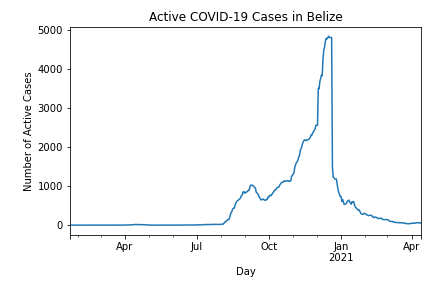 Active COVID-19 Cases in Belize
5000
4000
3000
2000
1000
0
Number of Active Cases
Apr Jul Oct Jan Apr
2021
Day